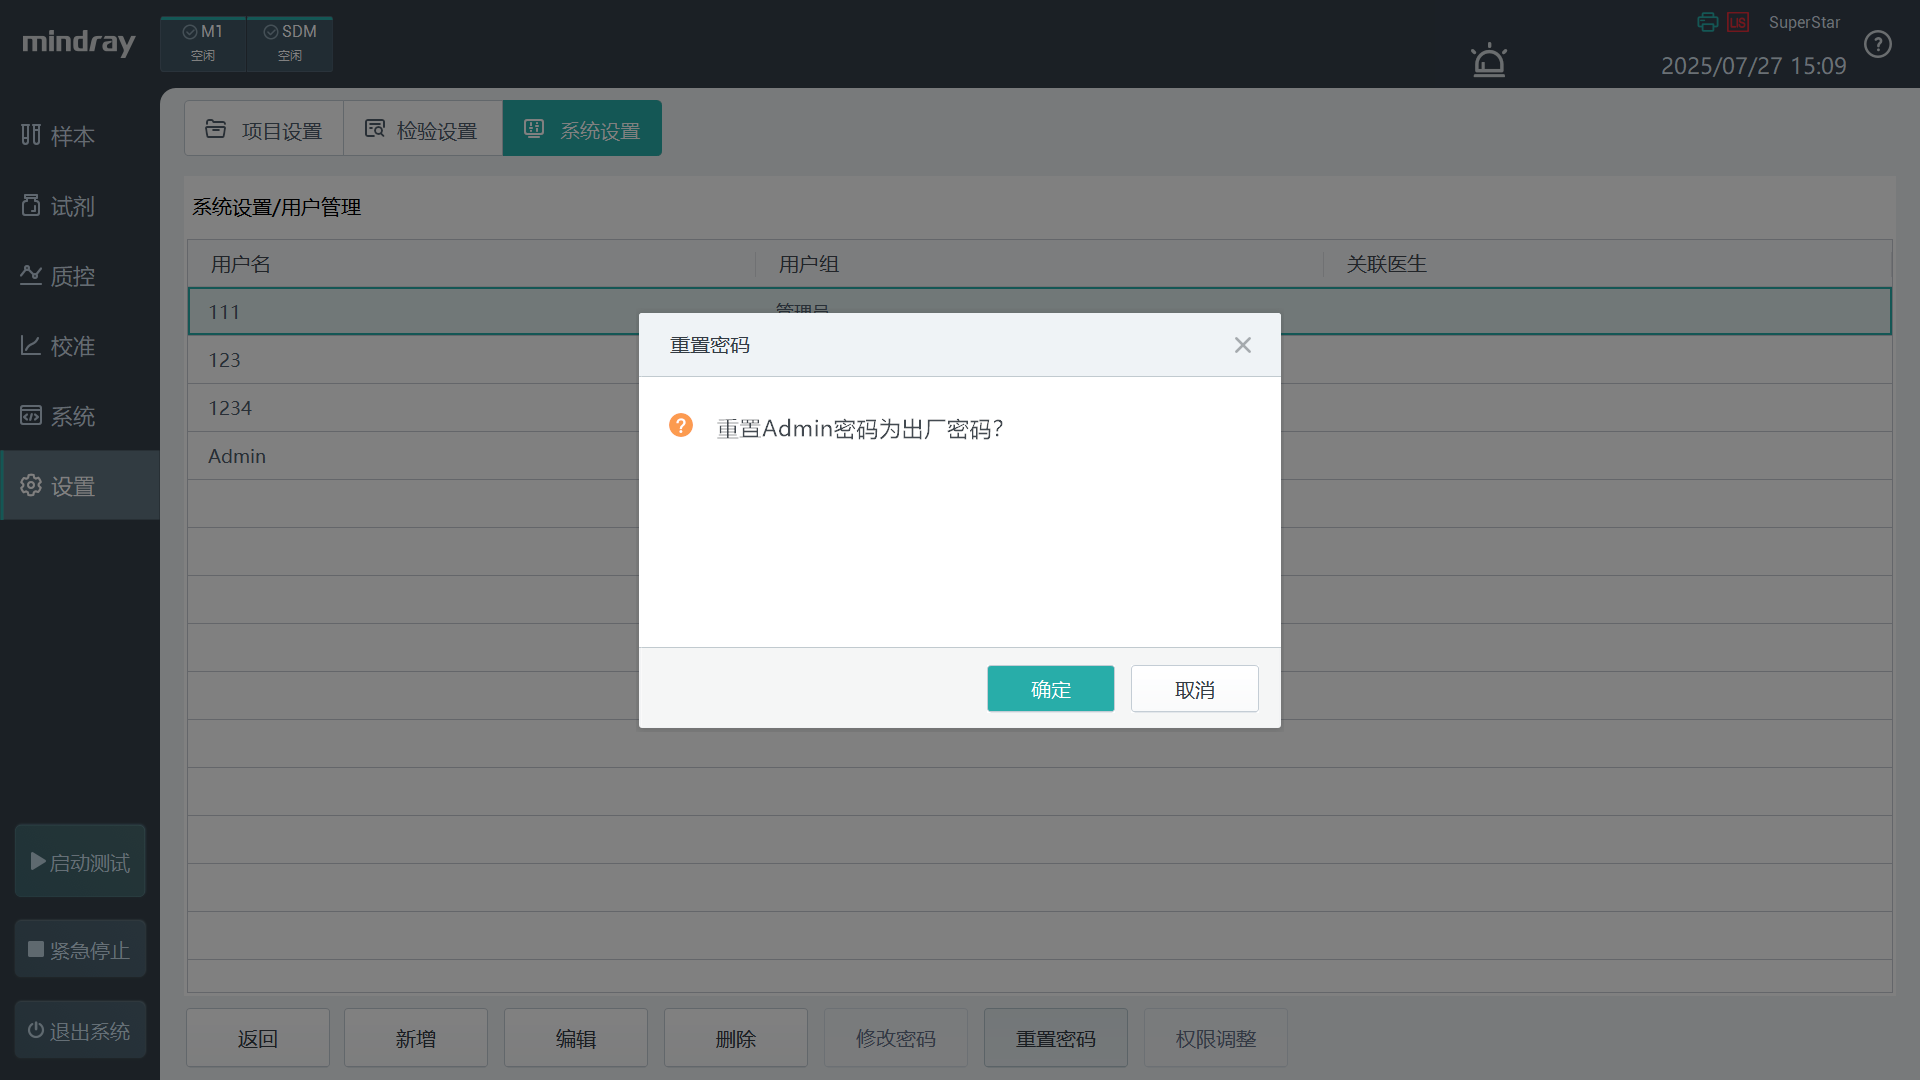 mindray
M1
空闲
SDM
空闲
LIS
SuperStar
2025/07/27 15:09
样本
试剂
质控
校准
系统
设置
启动测试
紧急停止
退出系统
项目设置
检验设置
系统设置
系统设置/用户管理
用户名
用户组
关联医生
111
管理员
123
1234
Admin
重置密码
重置Admin密码为出厂密码?
确定
取消
返回
新增
编辑
删除
修改密码
重置密码
权限调整